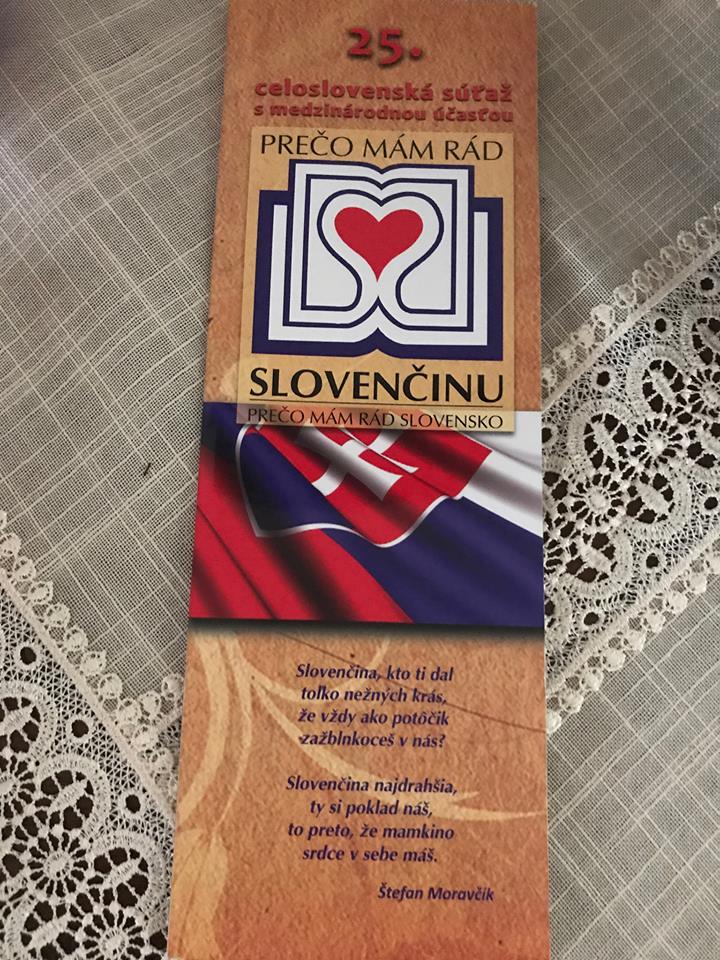 25.
celoslovenská súťaž
s medzinárodnou účasťou
PREČO MÁM RÁD
SLOVENČINU
PREČO MÁM RÁD SLOVENSKO
Slovenčina, kto ti dal
toľko nežných krás,
že vždy ako potôčik
zažblnkoceš v nás?
Slovenčina najdrahšia,
ty si poklad náš,
to preto, že mamkino
srdce v sebe máš.
Štefan Moravčík